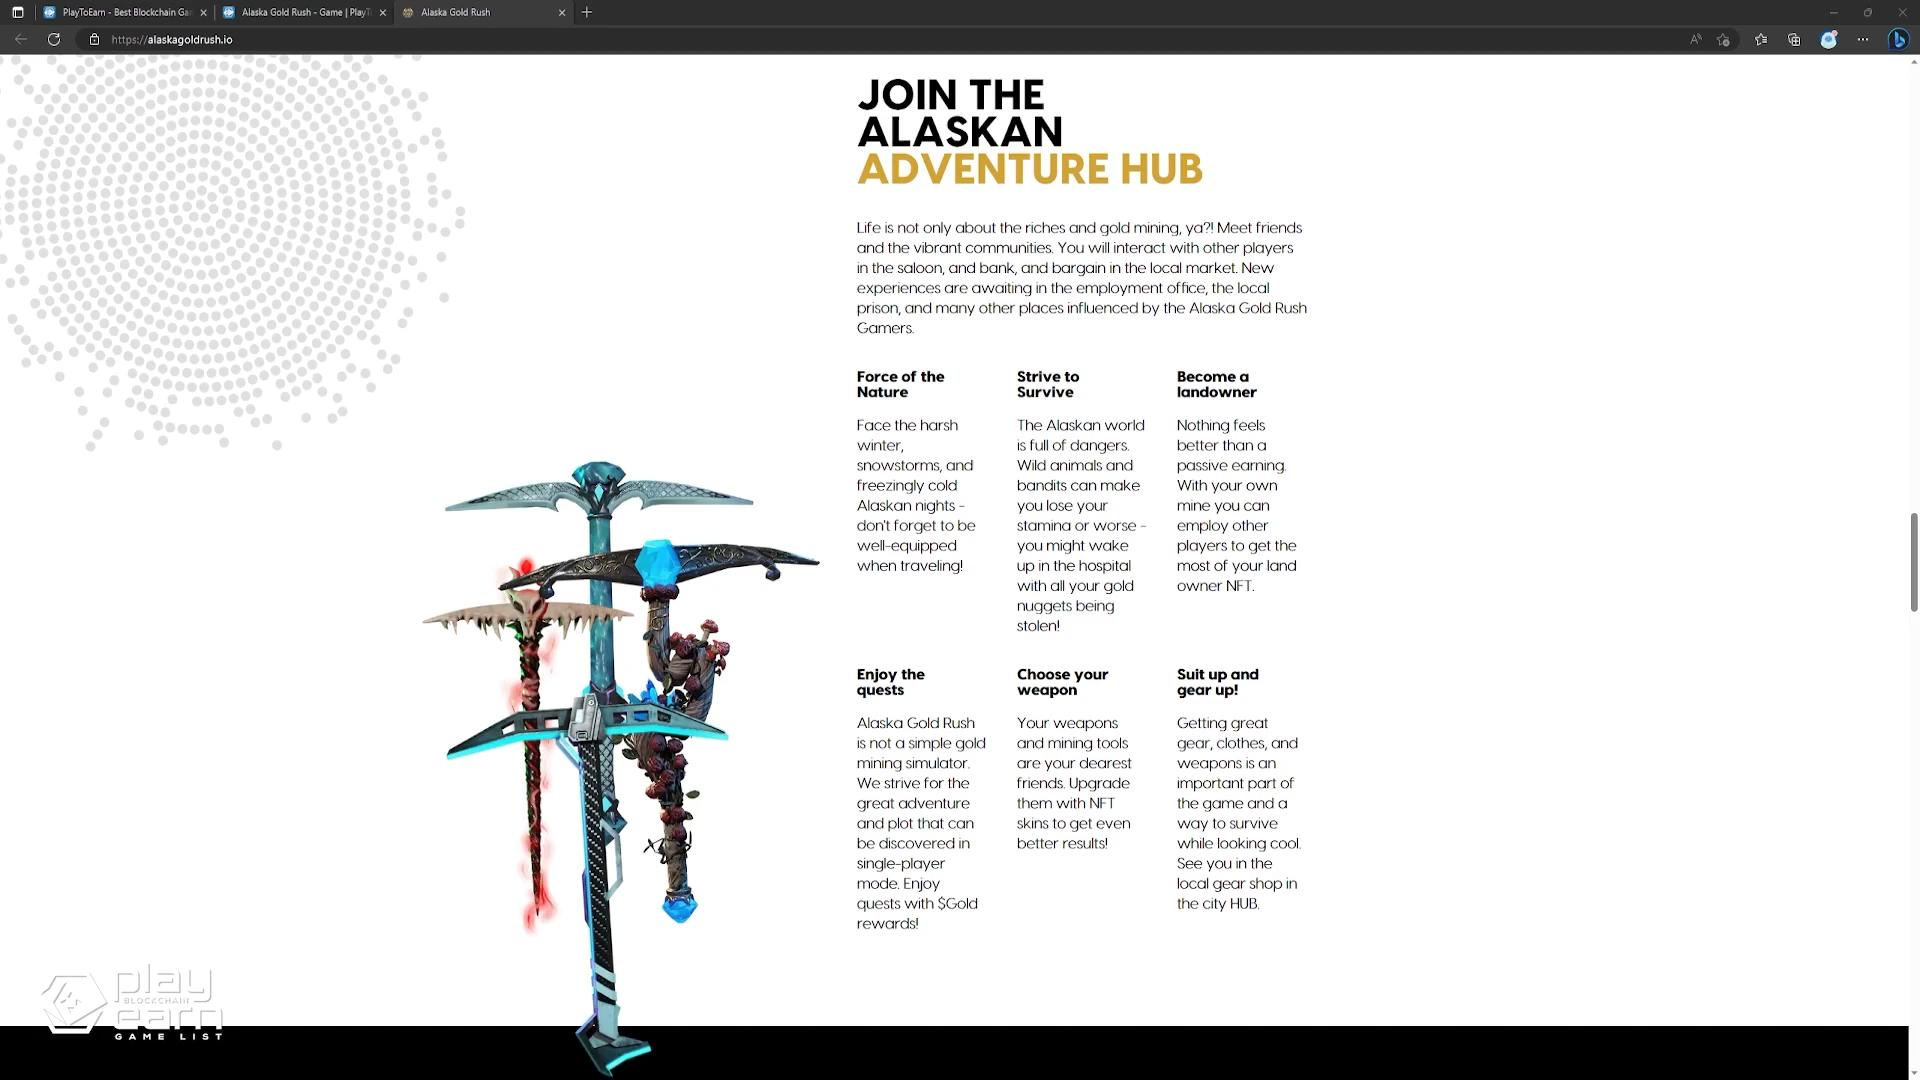 PlayToEarn - Best Blockchain Ga
Alaska Gold Rush - Game | PlayT
Alaska Gold Rush
https://alaskagoldrush.io
JOIN THE
ALASKAN
ADVENTURE HUB
Life is not only about the riches and gold mining, ya?! Meet friends
and the vibrant communities. You will interact with other players
in the saloon, and bank, and bargain in the local market. New
experiences are awaiting in the employment office, the local
prison, and many other places influenced by the Alaska Gold Rush
Gamers.
Force of the
Nature
Face the harsh
winter,
snowstorms, and
freezingly cold
Alaskan nights -
don't forget to be
well-equipped
when traveling!
Strive to
Survive
The Alaskan world
is full of dangers.
Wild animals and
bandits can make
you lose your
stamina or worse -
you might wake
up in the hospital
with all your gold
nuggets being
stolen!
Become a
landowner
Nothing feels
better than a
passive earning.
With your own
mine you can
employ other
players to get the
most of your land
owner NFT.
Enjoy the
quests
Alaska Gold Rush
is not a simple gold
mining simulator.
We strive for the
great adventure
and plot that can
be discovered in
single-player
mode. Enjoy
quests with $Gold
rewards!
Choose your
weapon
Your weapons
and mining tools
are your dearest
friends. Upgrade
them with NFT
skins to get even
better results!
Suit up and
gear up!
Getting great
gear, clothes, and
weapons is an
important part of
the game and a
way to survive
while looking cool.
See you in the
local gear shop in
the city HUB.
play
BLOCKCHAIN
earn
GAME LIST